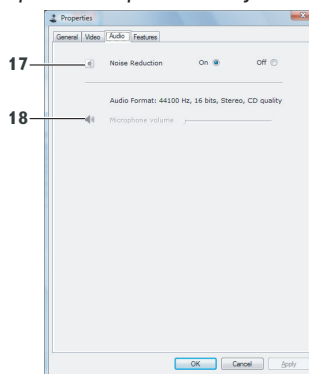 Properties
General Video Audio Features
17 Noise Reduction On Off
Audio Format: 44100 Hz, 16 bits, Stereo, CD quality
18 Microphone volume
OK Cancel Apply